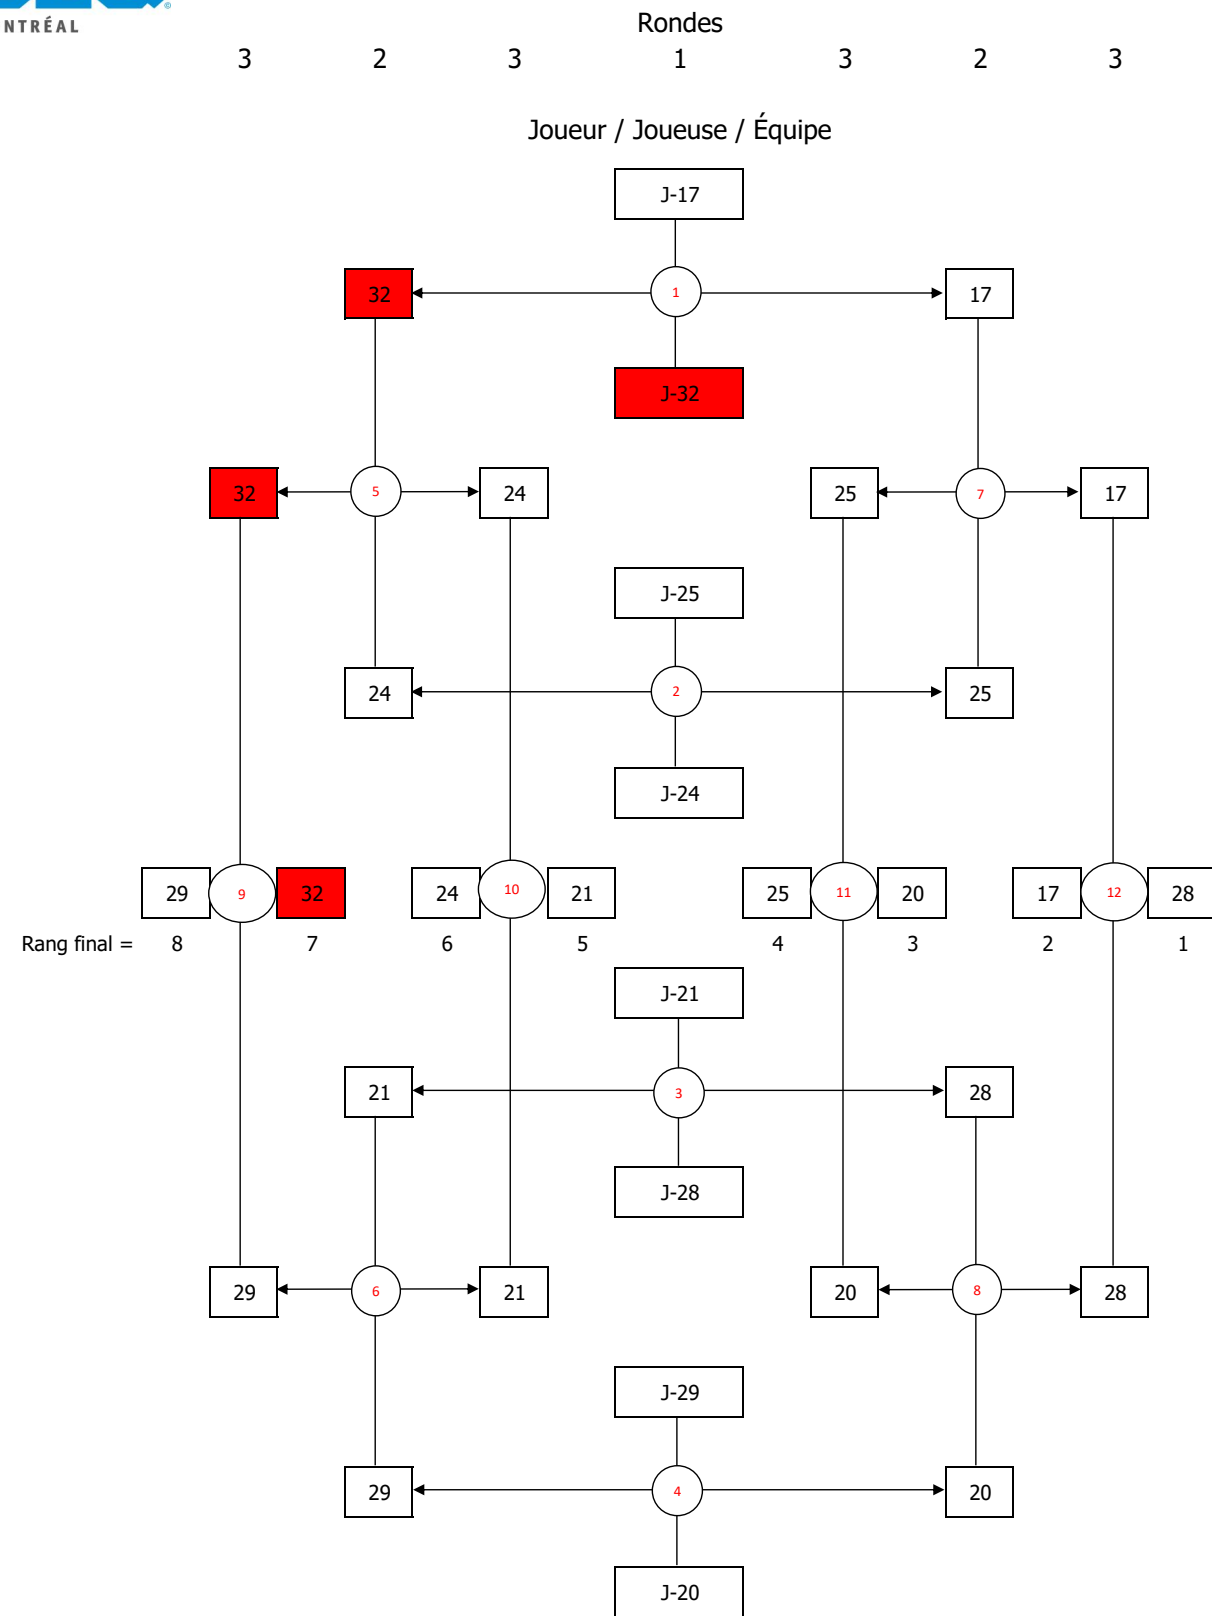 NTRÉAL
Rondes
3 2 3 1 3 2 3
Joueur / Joueuse / Équipe
J-17
32 1 17
J-32
32 5 24 25 7 17
J-25
24 2 25
J-24
29 9 32 24 10 21 25 11 20 17 12 28
Rang final = 8 7 6 5 4 3 2 1
J-21
21 3 28
J-28
29 6 21 20 8 28
J-29
29 4 20
J-20